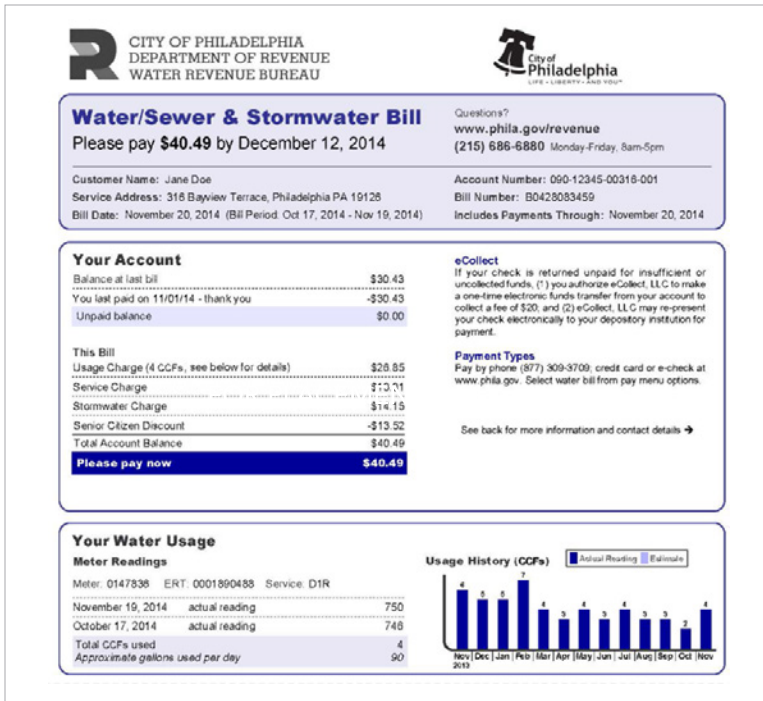 CITY OF PHILADELPHIA
DEPARTMENT OF REVENUE
WATER REVENUE BUREAU
City of
Philadelphia
LIFE • LIBERTY • AND YOU™
Water/Sewer & Stormwater Bill
Please pay $40.49 by December 12, 2014
Questions?
www.phila.gov/revenue
(215) 686-6880 Monday-Friday, 8am-5pm
Customer Name: Jane Doe
Service Address: 316 Bayview Terrace, Philadelphia PA
Bill Date: November 20, 2014 (Bill Period: Oct 17, 2014 - Nov 19, 2014)
Account Number: 090-12345-00316-001
Bill Number: B0428083459
Includes Payments Through: November 20, 2014
Your Account
Balance at last bill $30.43
You last paid on 11/01/14 - thank you -$30.43
Unpaid balance $0.00
This Bill
Usage Charge (4 CCFs, see below for details) $26.85
Service Charge
Stormwater Charge $14.15
Senior Citizen Discount -$13.52
Total Account Balance $40.49
Please pay now $40.49
eCollect
If your check is returned unpaid for insufficient or
uncollected funds, (1) you authorize eCollect, LLC to make
a one-time electronic funds transfer from your account to
collect a fee of $20; and (2) eCollect, LLC may re-present
your check electronically to your depository institution for
payment.
Payment Types
Pay by phone (877) 309-3709; credit card or e-check at
www.phila.gov. Select water bill from pay menu options.
See back for more information and contact details →
Your Water Usage
Meter Readings
Meter: 0147836 ERT: 0001890488 Service: D1R
November 19, 2014 actual reading 750
October 17, 2014 actual reading 746
Total CCFs used 4
Approximate gallons used per day 90
Usage History (CCFs)
Actual Reading Estimate
5 5 7 4 3 4 3 4 3 3 2 4
Nov Dec Jan Feb Mar Apr May Jun Jul Aug Sep Oct Nov
2013